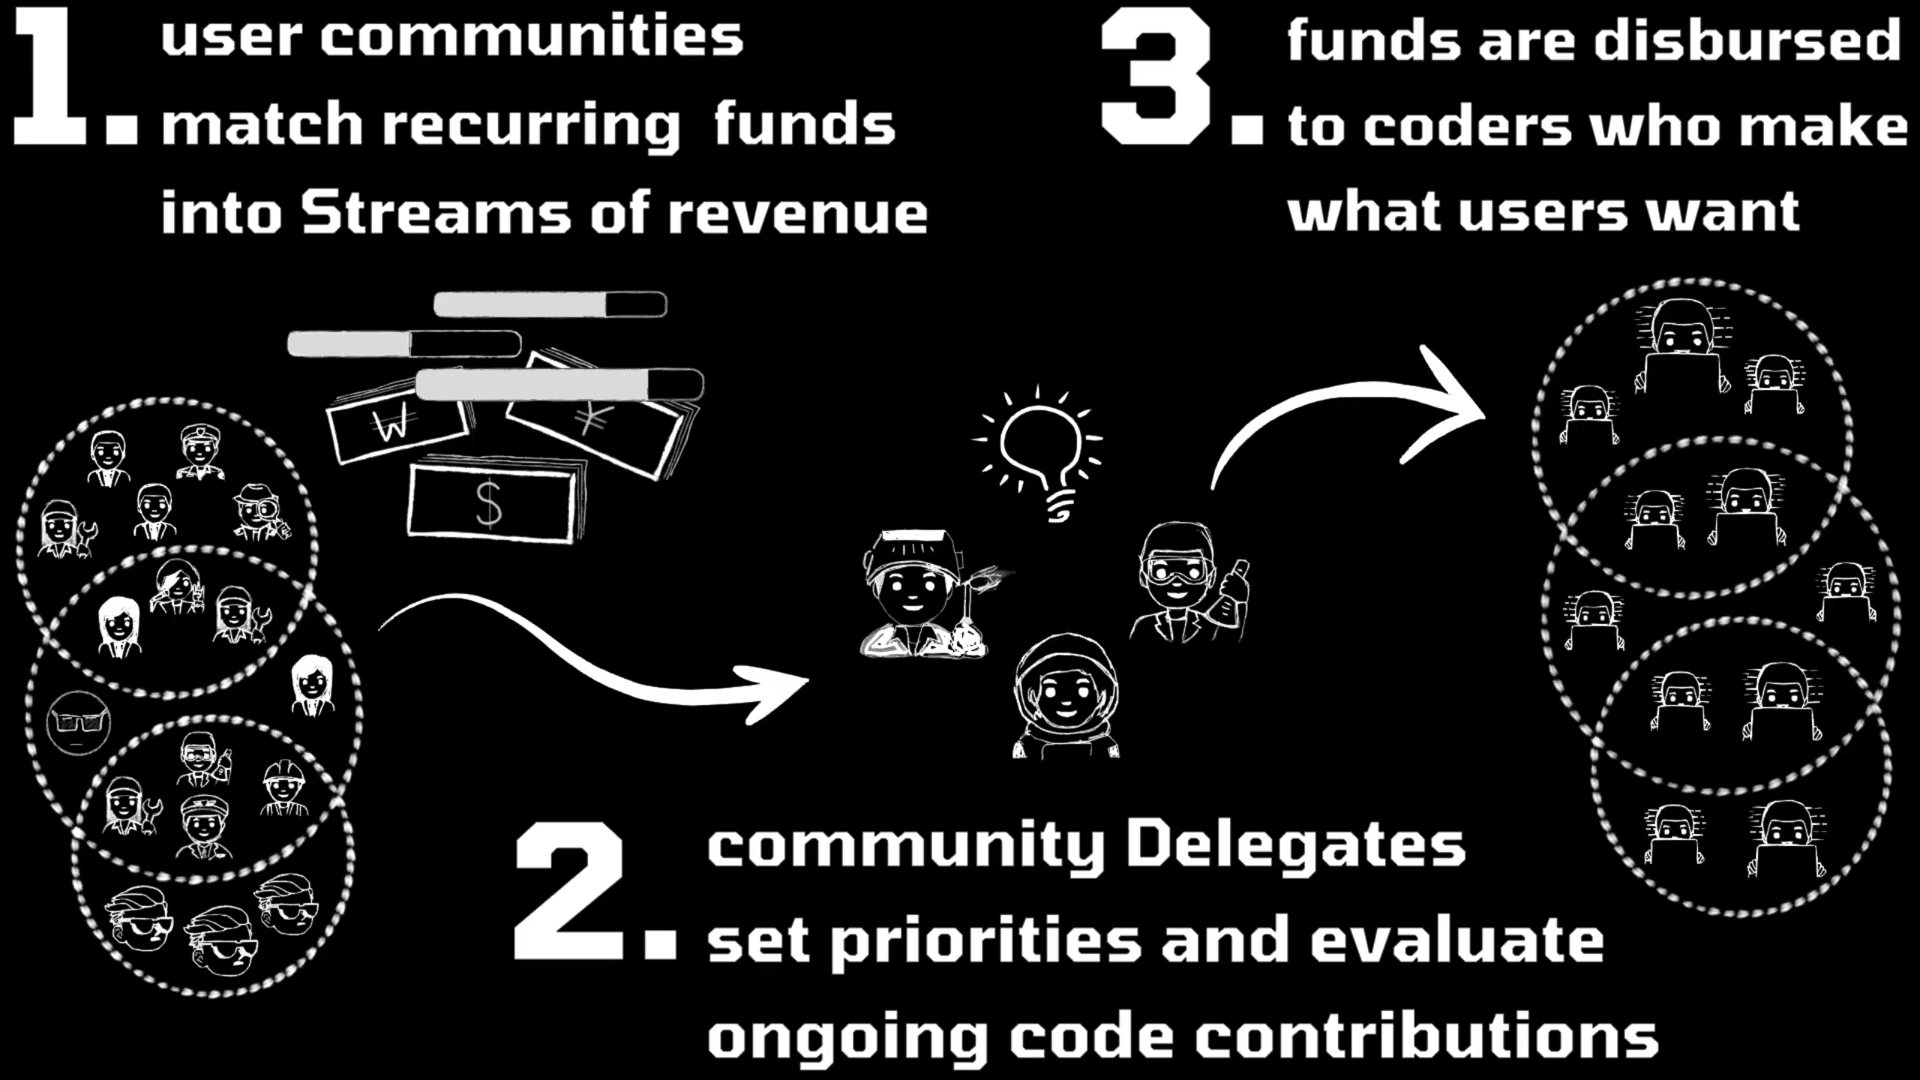 1. user communities
match recurring funds
into Streams of revenue
3. funds are disbursed
to coders who make
what users want
₩
¥
$
2. community Delegates
set priorities and evaluate
ongoing code contributions